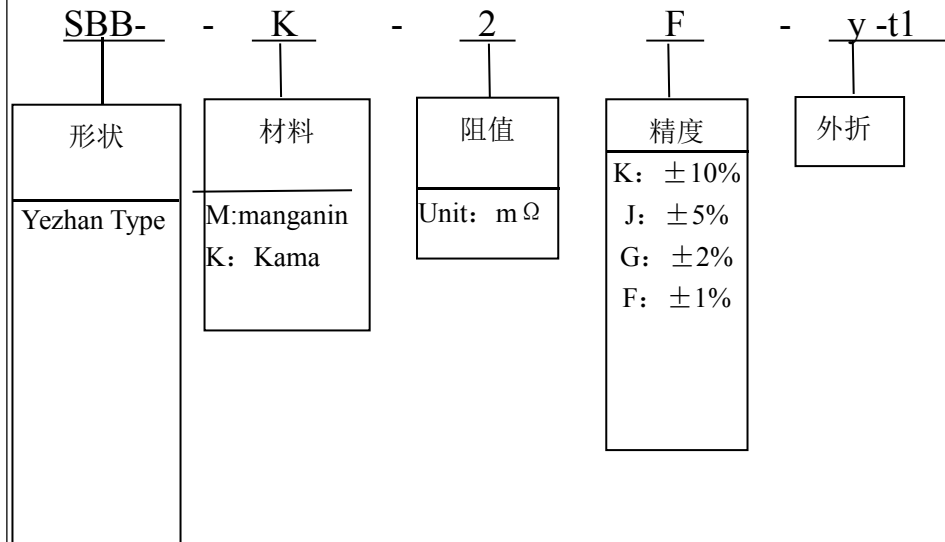 SBB- - K - 2 F - y -t1
形状
材料
阻值
精度
外折
Yezhan Type
M:manganin
K： Kama
Unit：mΩ
K： ±10%
J： ±5%
G： ±2%
F： ±1%